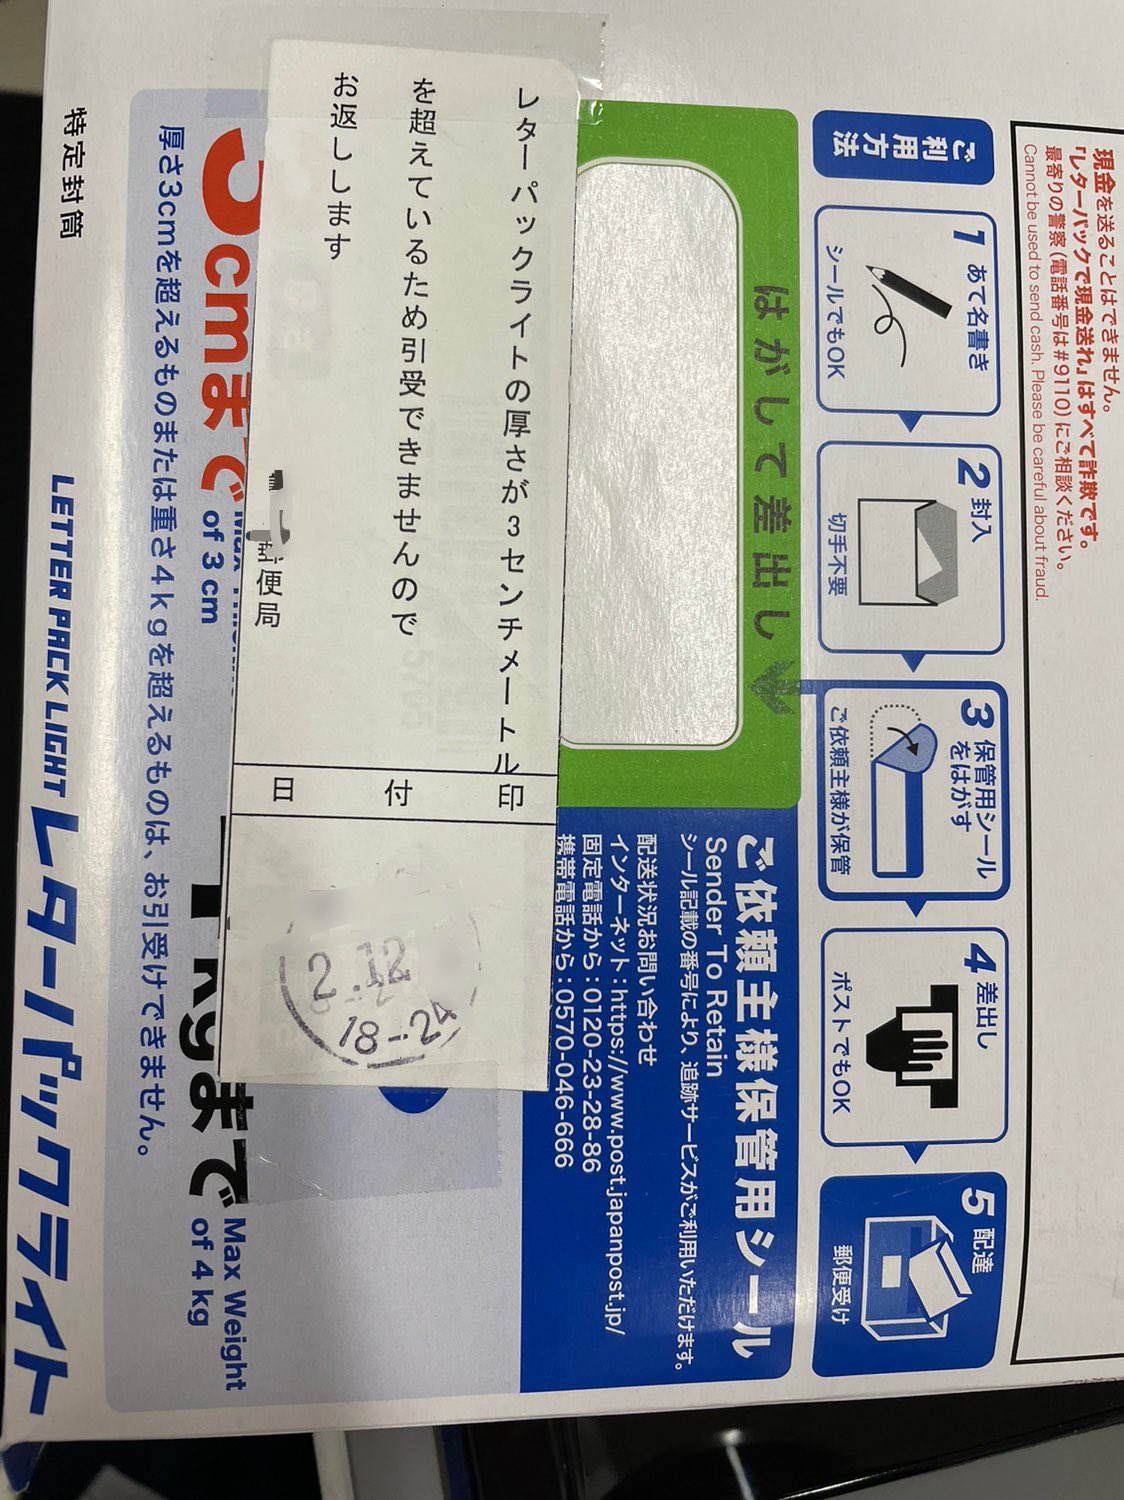 現金を送ることはできません。
「レターパックで現金送れ」はすべて詐欺です。
最寄りの警察（電話番号は#9110）にご相談ください。
Cannot be used to send cash. Please be careful about fraud.
ご利用方法
1 あて名書き
シールでもOK
2 封入
切手不要
3 保管用シールをはがす
ご依頼主様が保管
4 差出し
ポストでもOK
5 配達
郵便受け
はがして差出し
ご依頼主様保管用シール
Sender To Retain
シール記載の番号により、追跡サービスがご利用いただけます。
配送状況お問い合わせ
インターネット：https://www.post.japanpost.jp/
固定電話から：0120-23-28-86
携帯電話から：0570-046-666
レターパックライトの厚さが3センチメートル
を超えているため引受できませんので
お返しします
郵便局
日付印
2.12
18-24
3cmまで
of 3 cm
kgまで
Max Weight
of 4 kg
厚さ3cmを超えるものまたは重さ4kgを超えるものは、お引受けできません。
特定封筒
LETTER PACK LIGHT レターパックライト